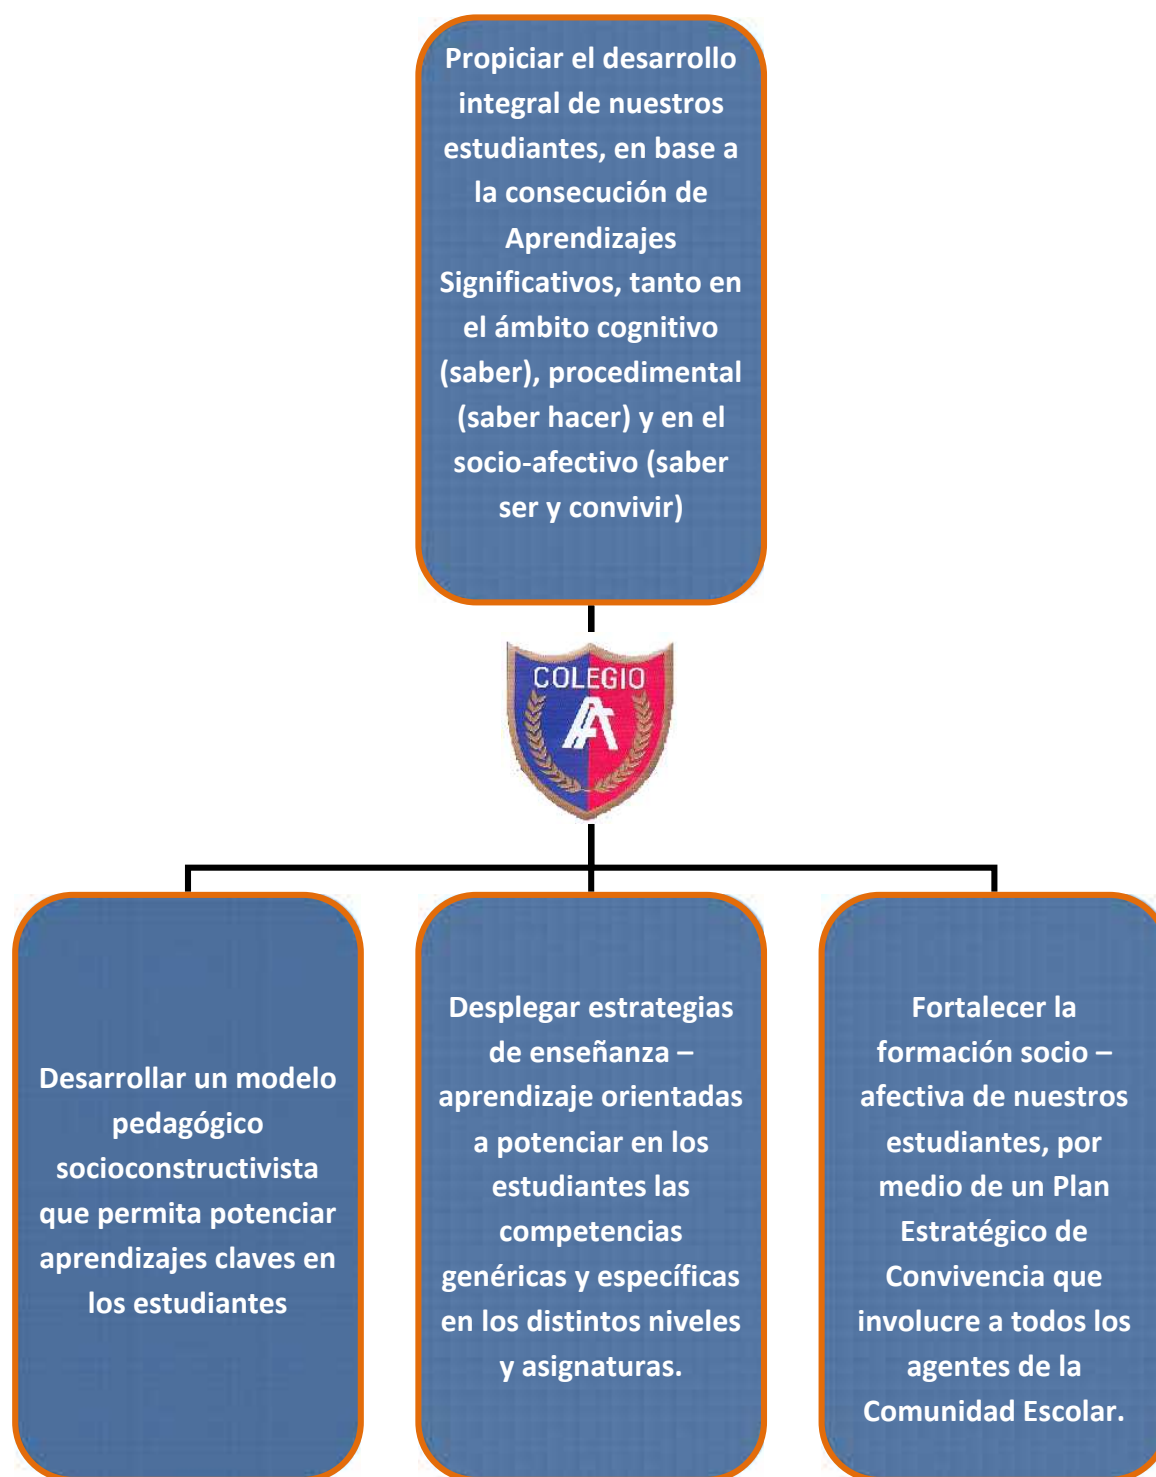 Propiciar el desarrollo
integral de nuestros
estudiantes, en base a
la consecución de
Aprendizajes
Significativos, tanto en
el ámbito cognitivo
(saber), procedimental
(saber hacer) y en el
socio-afectivo (saber
ser y convivir)
COLEGIO
Desarrollar un modelo
pedagógico
socioconstructivista
que permita potenciar
aprendizajes claves en
los estudiantes
Desplegar estrategias
de enseñanza –
aprendizaje orientadas
a potenciar en los
estudiantes las
competencias
genéricas y específicas
en los distintos niveles
y asignaturas.
Fortalecer la
formación socio –
afectiva de nuestros
estudiantes, por
medio de un Plan
Estratégico de
Convivencia que
involucre a todos los
agentes de la
Comunidad Escolar.